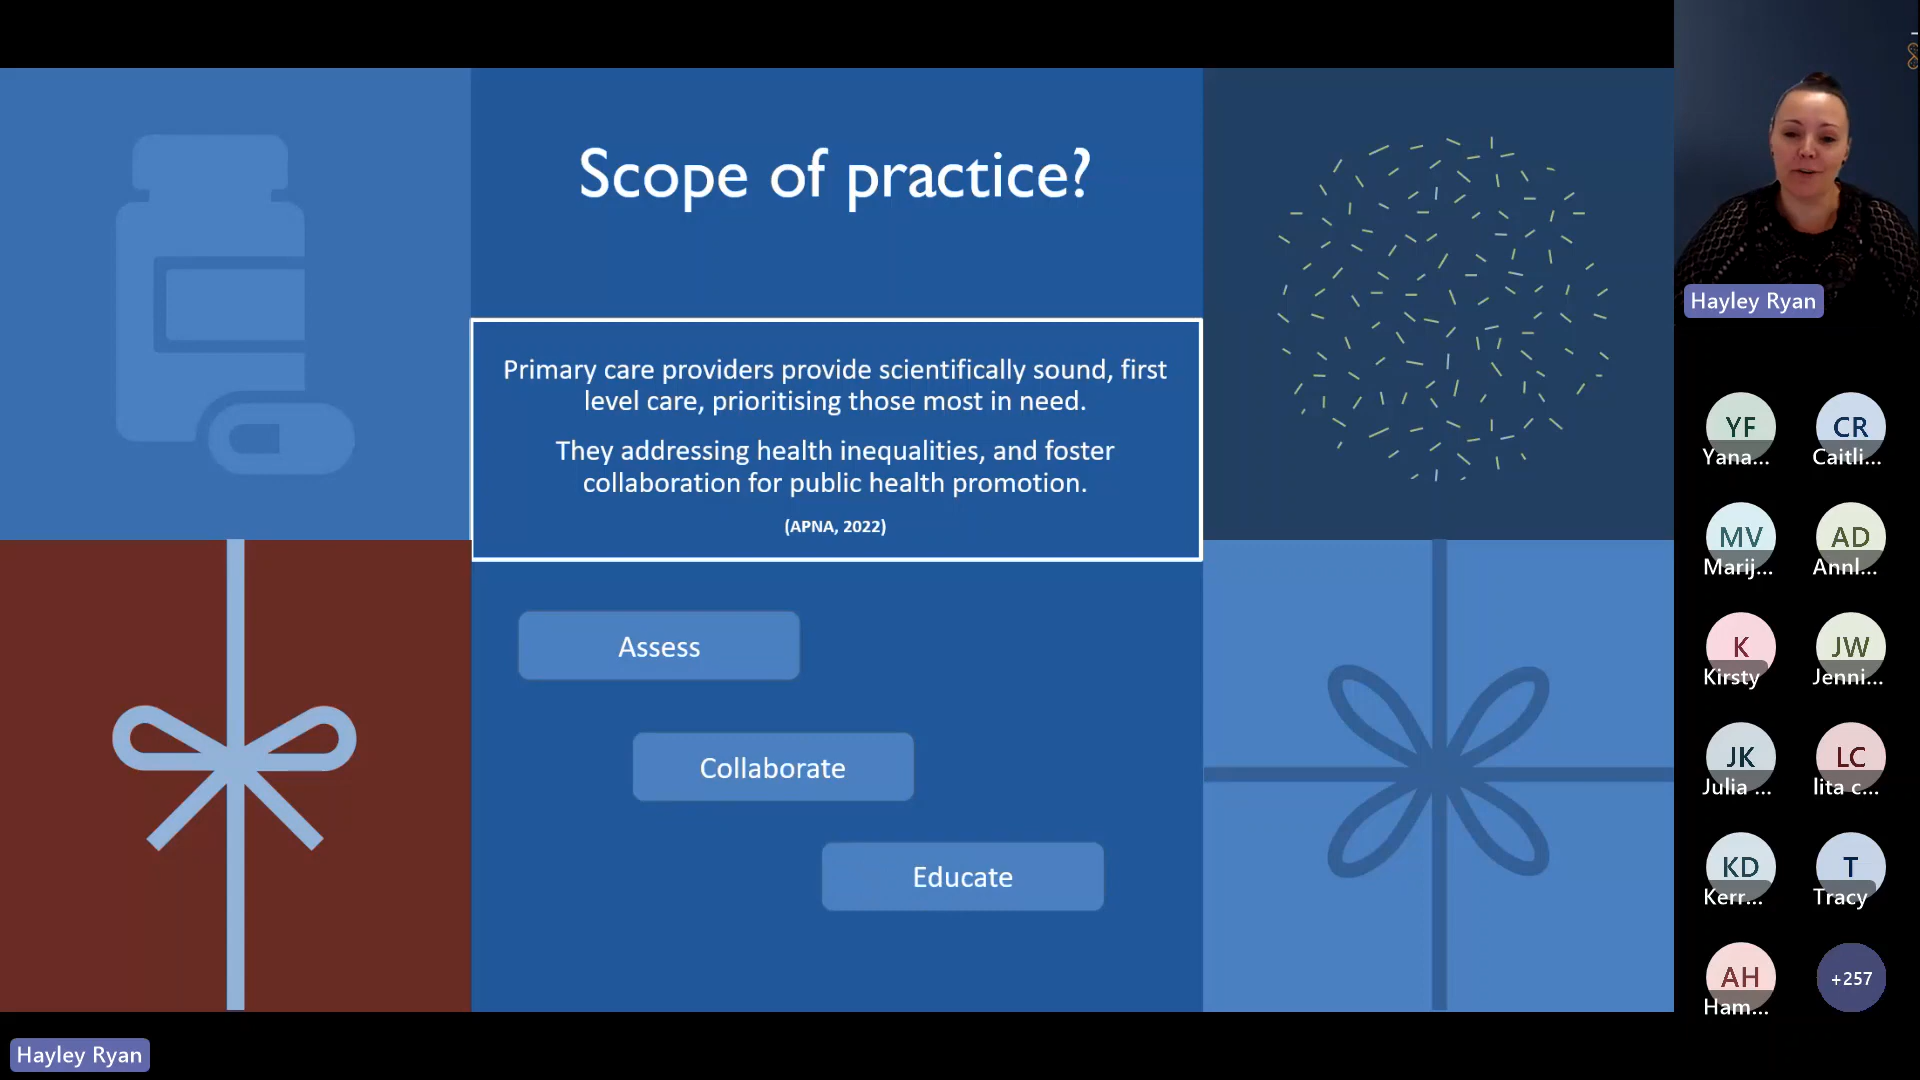 Scope of practice?
Primary care providers provide scientifically sound, first
level care, prioritising those most in need.
They addressing health inequalities, and foster
collaboration for public health promotion.
(APNA, 2022)
Assess
Collaborate
Educate
Hayley Ryan
YF
Yana...
CR
Caitli...
MV
Marij...
AD
Annl...
K
Kirsty
JW
Jenni...
JK
Julia ...
LC
lita c...
KD
Kerr...
T
Tracy
AH
Ham...
+257
Hayley Ryan